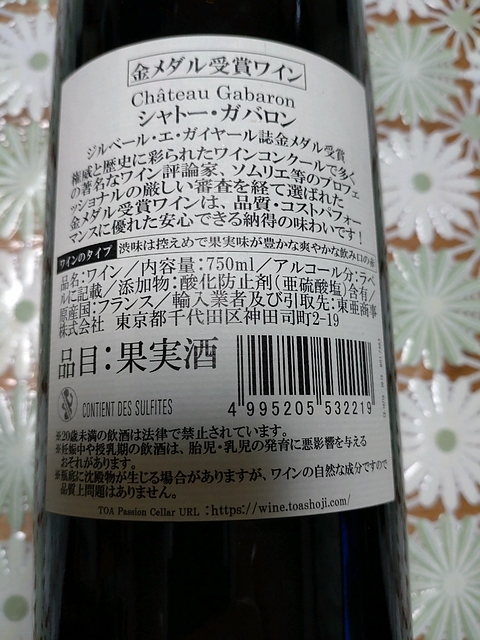 金メダル受賞ワイン
Château Gabaron
シャトー・ガバロン
ジルベール・エ・ガイヤール誌金メダル受賞
権威と歴史に彩られたワインコンクールで多く
の著名なワイン評論家、ソムリエ等のプロフェ
ッショナルの厳しい審査を経て選ばれた
金メダル受賞ワインは、品質・コストパフォー
マンスに優れた安心できる納得の味わいです！
ワインのタイプ 渋味は控えめで果実味が豊かな爽やかな飲み口の赤
品名：ワイン／内容量：750ml／アルコール分：ラベ
ルに記載／添加物：酸化防止剤（亜硫酸塩）含有／
原産国：フランス／輸入業者及び引取先：東亜商事
株式会社 東京都千代田区神田司町2-19
品目：果実酒
CONTIENT DES SULFITES
4 995205 532219
※20歳未満の飲酒は法律で禁止されています。
※妊娠中や授乳期の飲酒は、胎児・乳児の発育に悪影響を与える
おそれがあります。
※瓶底に沈殿物が生じる場合がありますが、ワインの自然な成分ですので
品質上問題はありません。
TOA Passion Cellar URL：https://wine.toashoji.com/